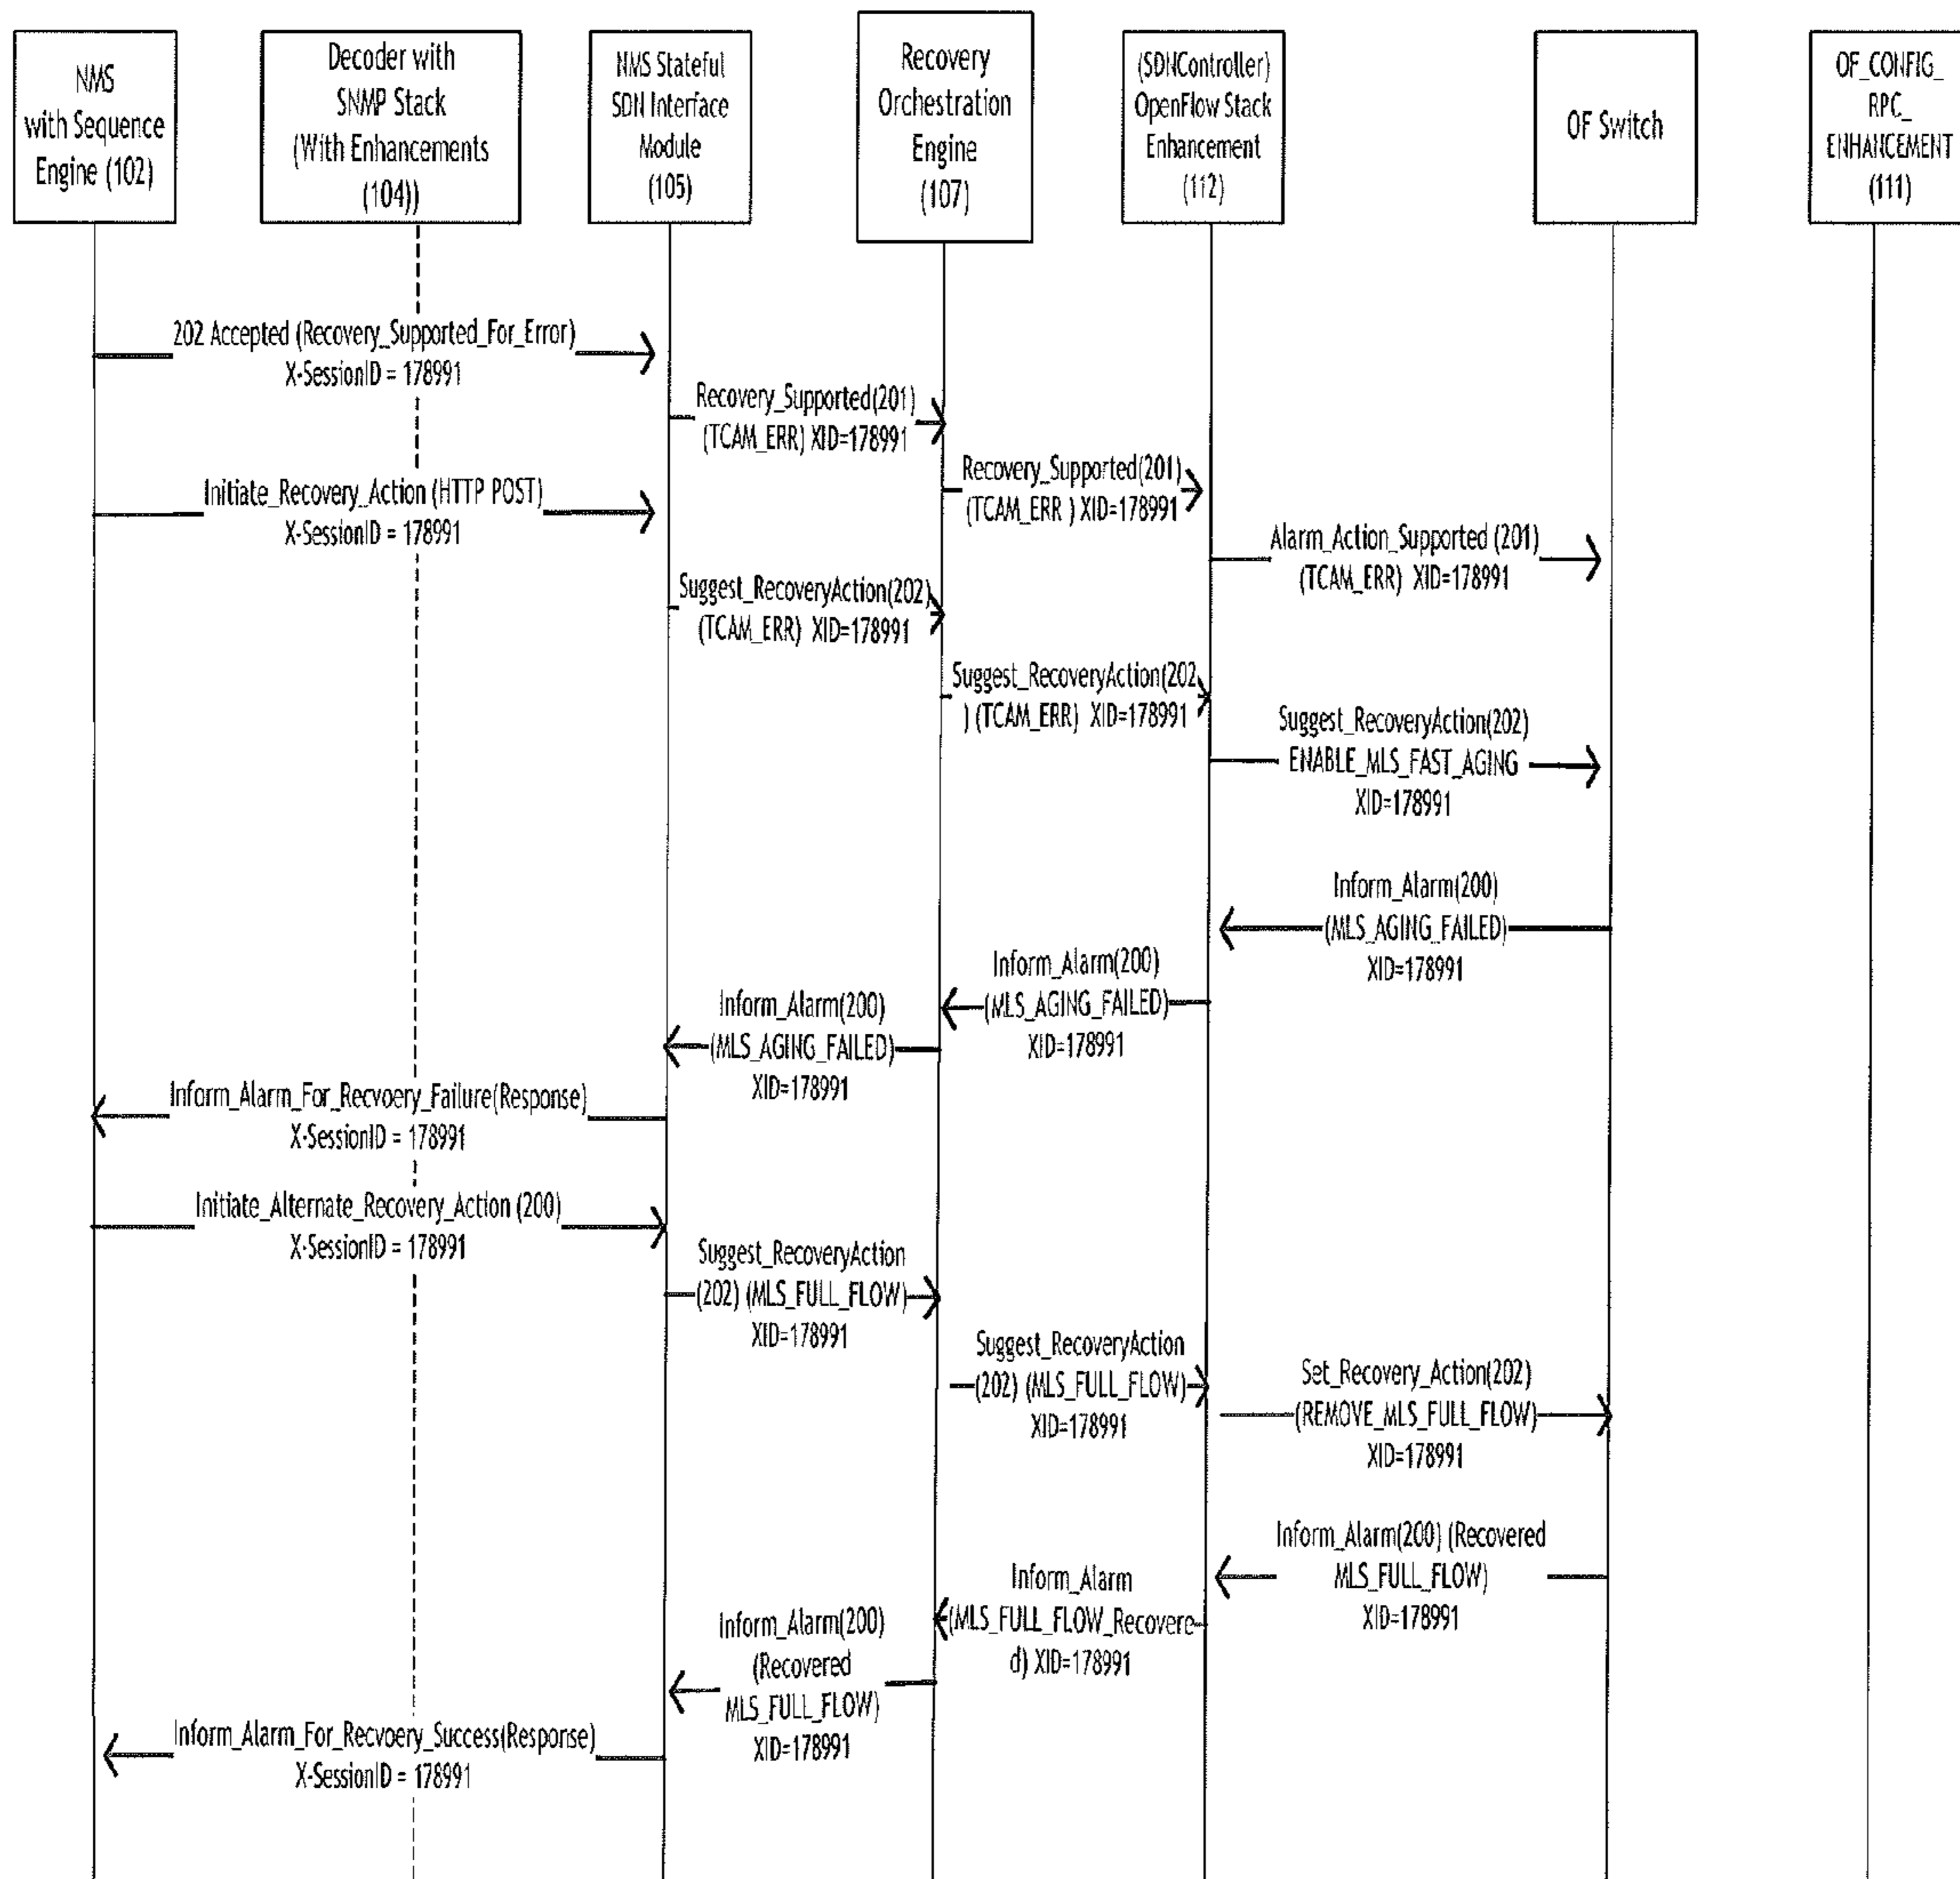 NMS
with Sequence
Engine (102)
Decoder with
SNMP Stack
(With Enhancements
(104))
NMS Stateful
SDN Interface
Module
(105)
Recovery
Orchestration
Engine
(107)
(SDNController)
OpenFlow Stack
Enhancement
(112)
OF Switch
OF_CONFIG_
RPC_
ENHANCEMENT
(111)
202 Accepted (Recovery_Supported_For_Error)
X-SessionID = 178991
Recovery_Supported(201)
(TCAM_ERR) XID=178991
Recovery_Supported(201)
(TCAM_ERR ) XID=178991
Initiate_Recovery_Action (HTTP POST)
X-SessionID = 178991
Alarm_Action_Supported (201)
(TCAM_ERR) XID=178991
Suggest_RecoveryAction(202)
(TCAM_ERR) XID=178991
Suggest_RecoveryAction(202
) (TCAM_ERR) XID=178991
Suggest_RecoveryAction(202)
ENABLE_MLS_FAST_AGING
XID=178991
Inform_Alarm(200)
(MLS_AGING_FAILED)
XID=178991
Inform_Alarm(200)
(MLS_AGING_FAILED)
XID=178991
Inform_Alarm(200)
(MLS_AGING_FAILED)
XID=178991
Inform_Alarm_For_Recvoery_Failure(Response)
X-SessionID = 178991
Initiate_Alternate_Recovery_Action (200)
X-SessionID = 178991
Suggest_RecoveryAction
(202) (MLS_FULL_FLOW)
XID=178991
Suggest_RecoveryAction
(202) (MLS_FULL_FLOW)
XID=178991
Set_Recovery_Action(202)
(REMOVE_MLS_FULL_FLOW)
XID=178991
Inform_Alarm(200) (Recovered
MLS_FULL_FLOW)
XID=178991
Inform_Alarm
(MLS_FULL_FLOW_Recovere
d) XID=178991
Inform_Alarm(200)
(Recovered
MLS_FULL_FLOW)
XID=178991
Inform_Alarm_For_Recvoery_Success(Response)
X-SessionID = 178991